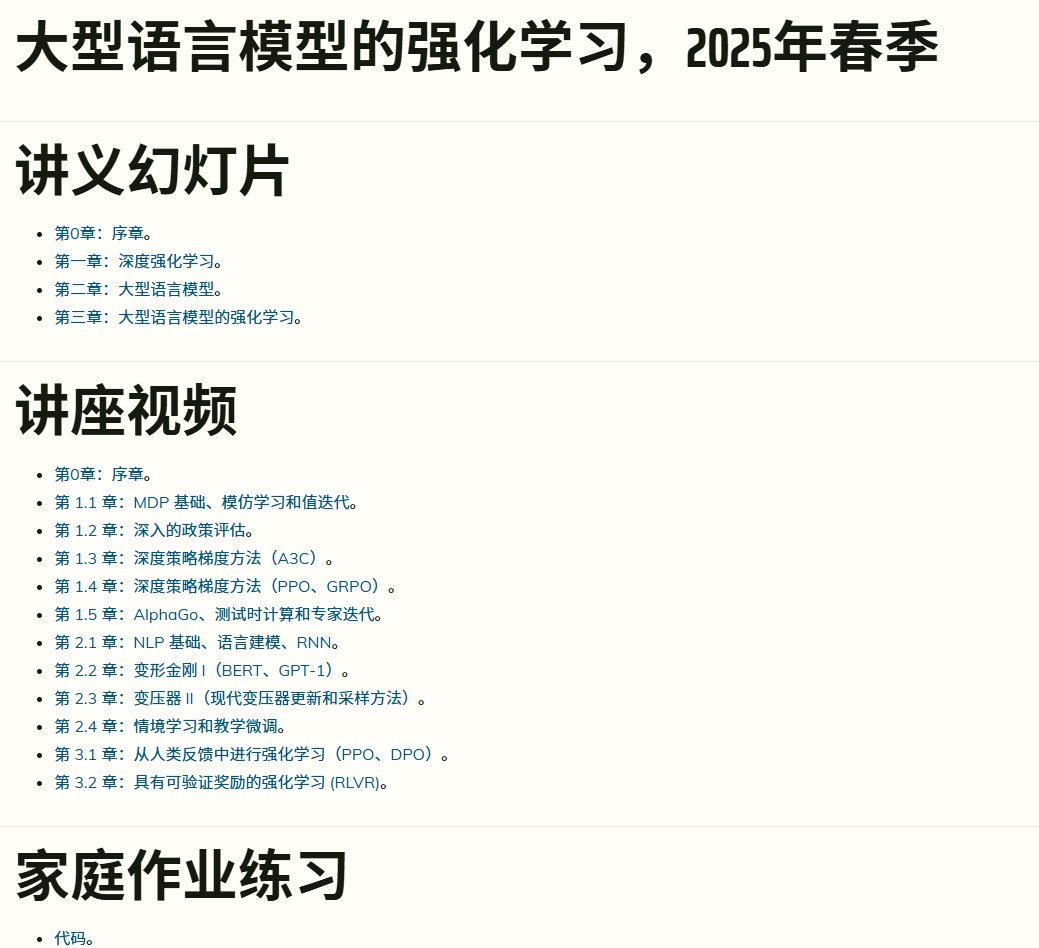 大型语言模型的强化学习，2025年春季
讲义幻灯片
第0章：序章。
第一章：深度强化学习。
第二章：大型语言模型。
第三章：大型语言模型的强化学习。
讲座视频
第0章：序章。
第 1.1 章：MDP 基础、模仿学习和值迭代。
第 1.2 章：深入的政策评估。
第 1.3 章：深度策略梯度方法（A3C）。
第 1.4 章：深度策略梯度方法（PPO、GRPO）。
第 1.5 章：AlphaGo、测试时计算和专家迭代。
第 2.1 章：NLP 基础、语言建模、RNN。
第 2.2 章：变形金刚 I（BERT、GPT-1）。
第 2.3 章：变压器 II（现代变压器更新和采样方法）。
第 2.4 章：情境学习和教学微调。
第 3.1 章：从人类反馈中进行强化学习（PPO、DPO）。
第 3.2 章：具有可验证奖励的强化学习 (RLVR)。
家庭作业练习
代码。